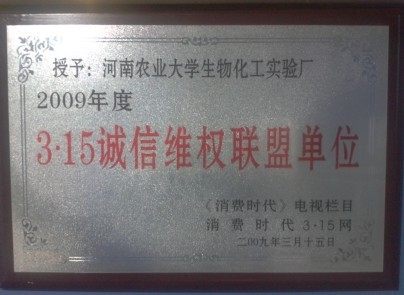 授予：河南农业大学生物化工实验厂
2009年度
3·15诚信维权联盟单位
《消费时代》电视栏目
消费时代3·15网
二00九年三月十五日